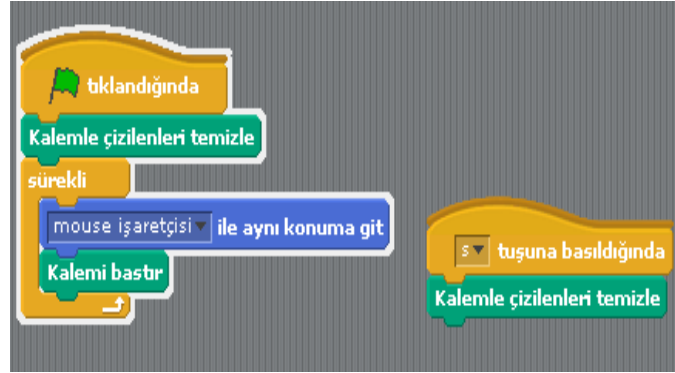 tıklandığında
Kalemle çizilenleri temizle
sürekli
mouse işaretçisi ile aynı konuma git
Kalemi bastır
s tuşuna basıldığında
Kalemle çizilenleri temizle